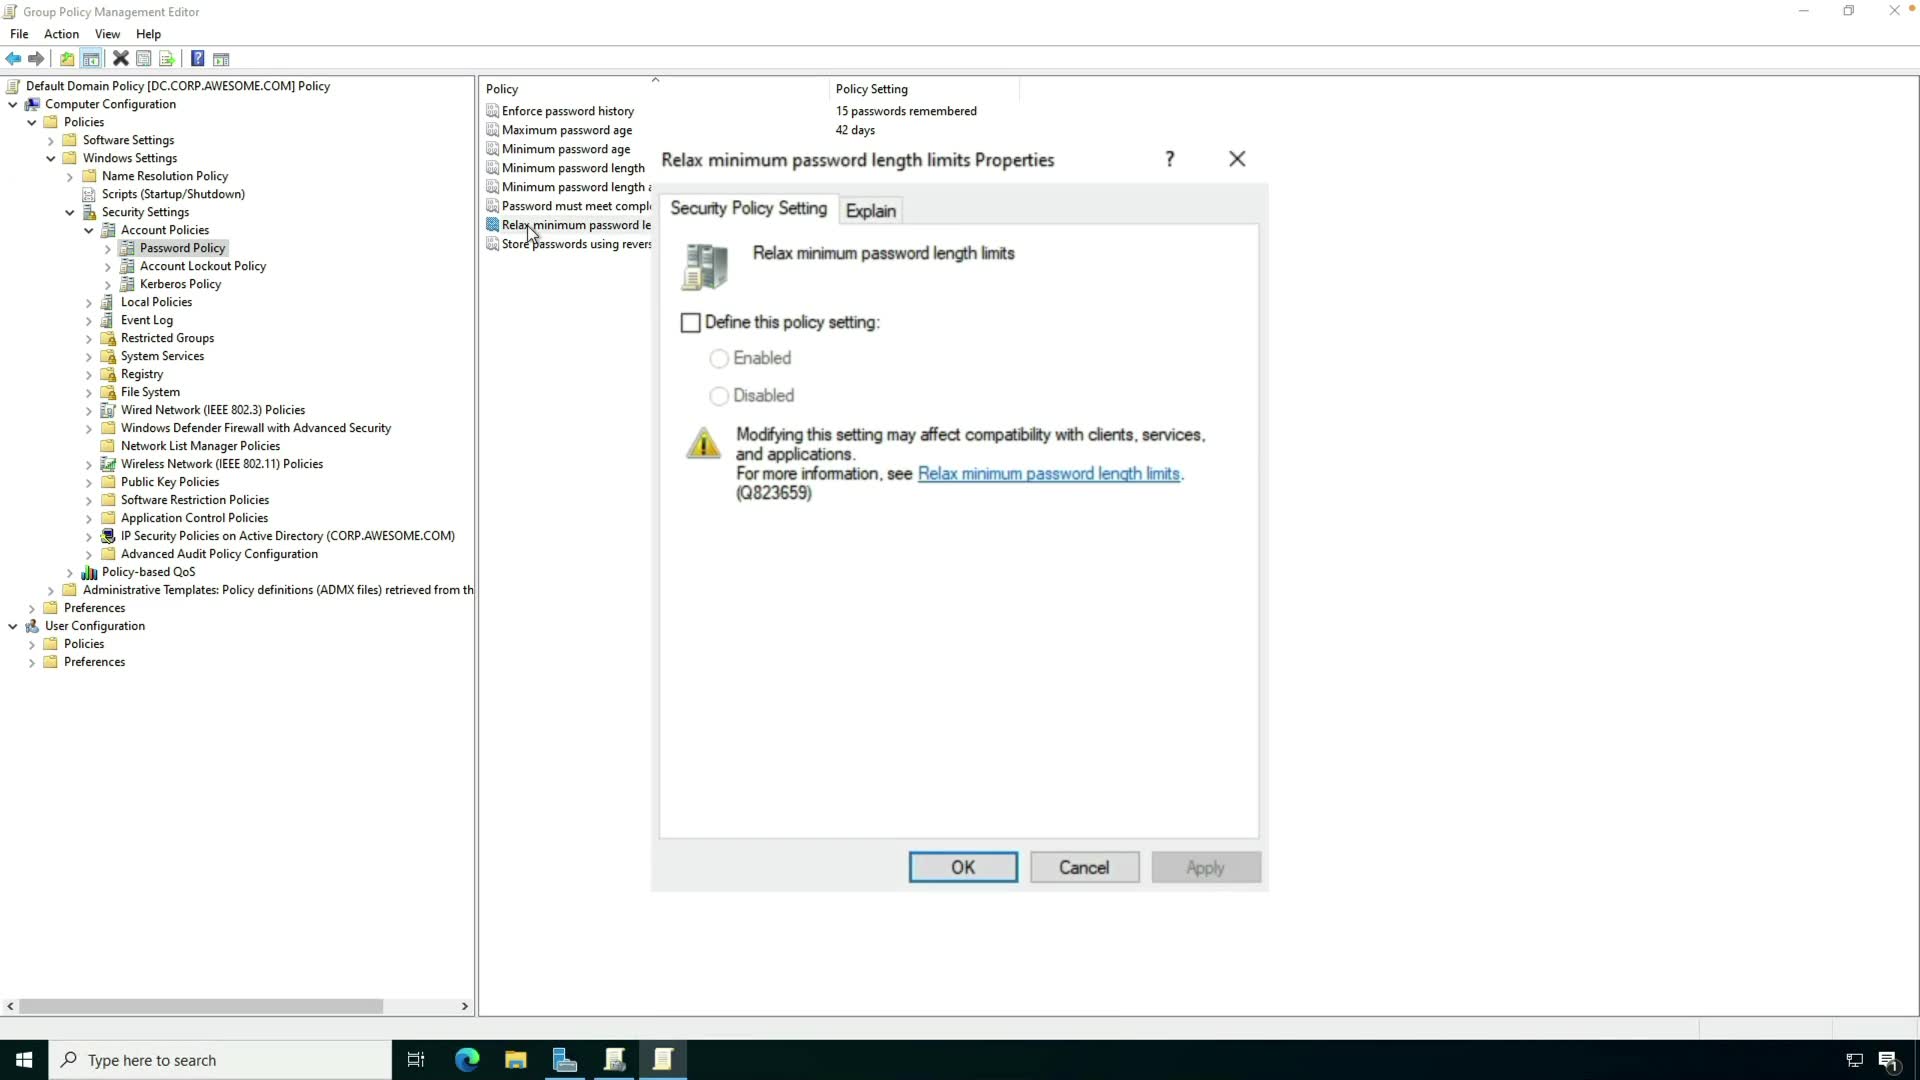 Group Policy Management Editor
File Action View Help
Default Domain Policy [DC.CORP.AWESOME.COM] Policy
Computer Configuration
Policies
Software Settings
Windows Settings
Name Resolution Policy
Scripts (Startup/Shutdown)
Security Settings
Account Policies
Password Policy
Account Lockout Policy
Kerberos Policy
Local Policies
Event Log
Restricted Groups
System Services
Registry
File System
Wired Network (IEEE 802.3) Policies
Windows Defender Firewall with Advanced Security
Network List Manager Policies
Wireless Network (IEEE 802.11) Policies
Public Key Policies
Software Restriction Policies
Application Control Policies
IP Security Policies on Active Directory (CORP.AWESOME.COM)
Advanced Audit Policy Configuration
Policy-based QoS
Administrative Templates: Policy definitions (ADMX files) retrieved from th
Preferences
User Configuration
Policies
Preferences
Policy Policy Setting
Enforce password history 15 passwords remembered
Maximum password age 42 days
Minimum password age
Minimum password length
Minimum password length a
Password must meet comple
Relax minimum password le
Store passwords using revers
Relax minimum password length limits Properties ?
Security Policy Setting Explain
Relax minimum password length limits
Define this policy setting:
Enabled
Disabled
Modifying this setting may affect compatibility with clients, services,
and applications.
For more information, see Relax minimum password length limits.
(Q823659)
OK Cancel Apply
Type here to search
1